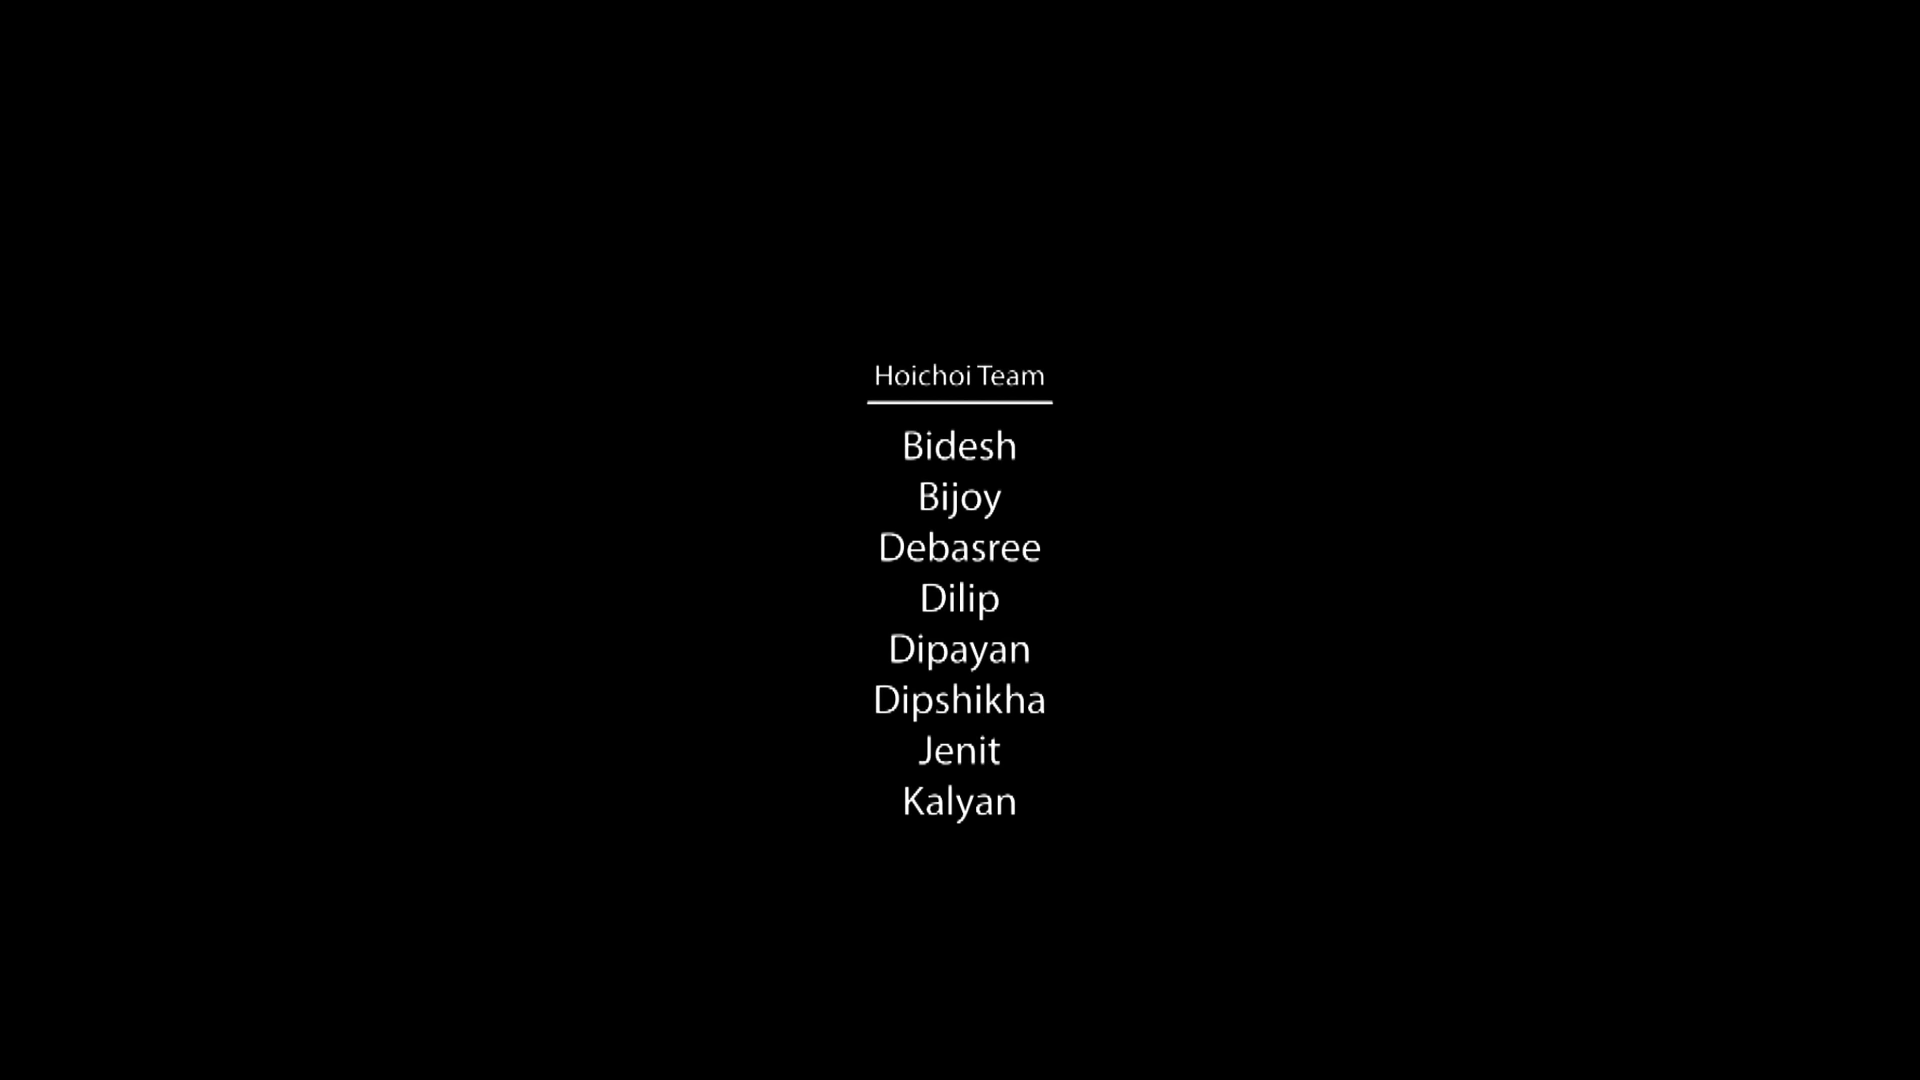 Hoichoi Team
Bidesh
Bijoy
Debasree
Dilip
Dipayan
Dipshikha
Jenit
Kalyan